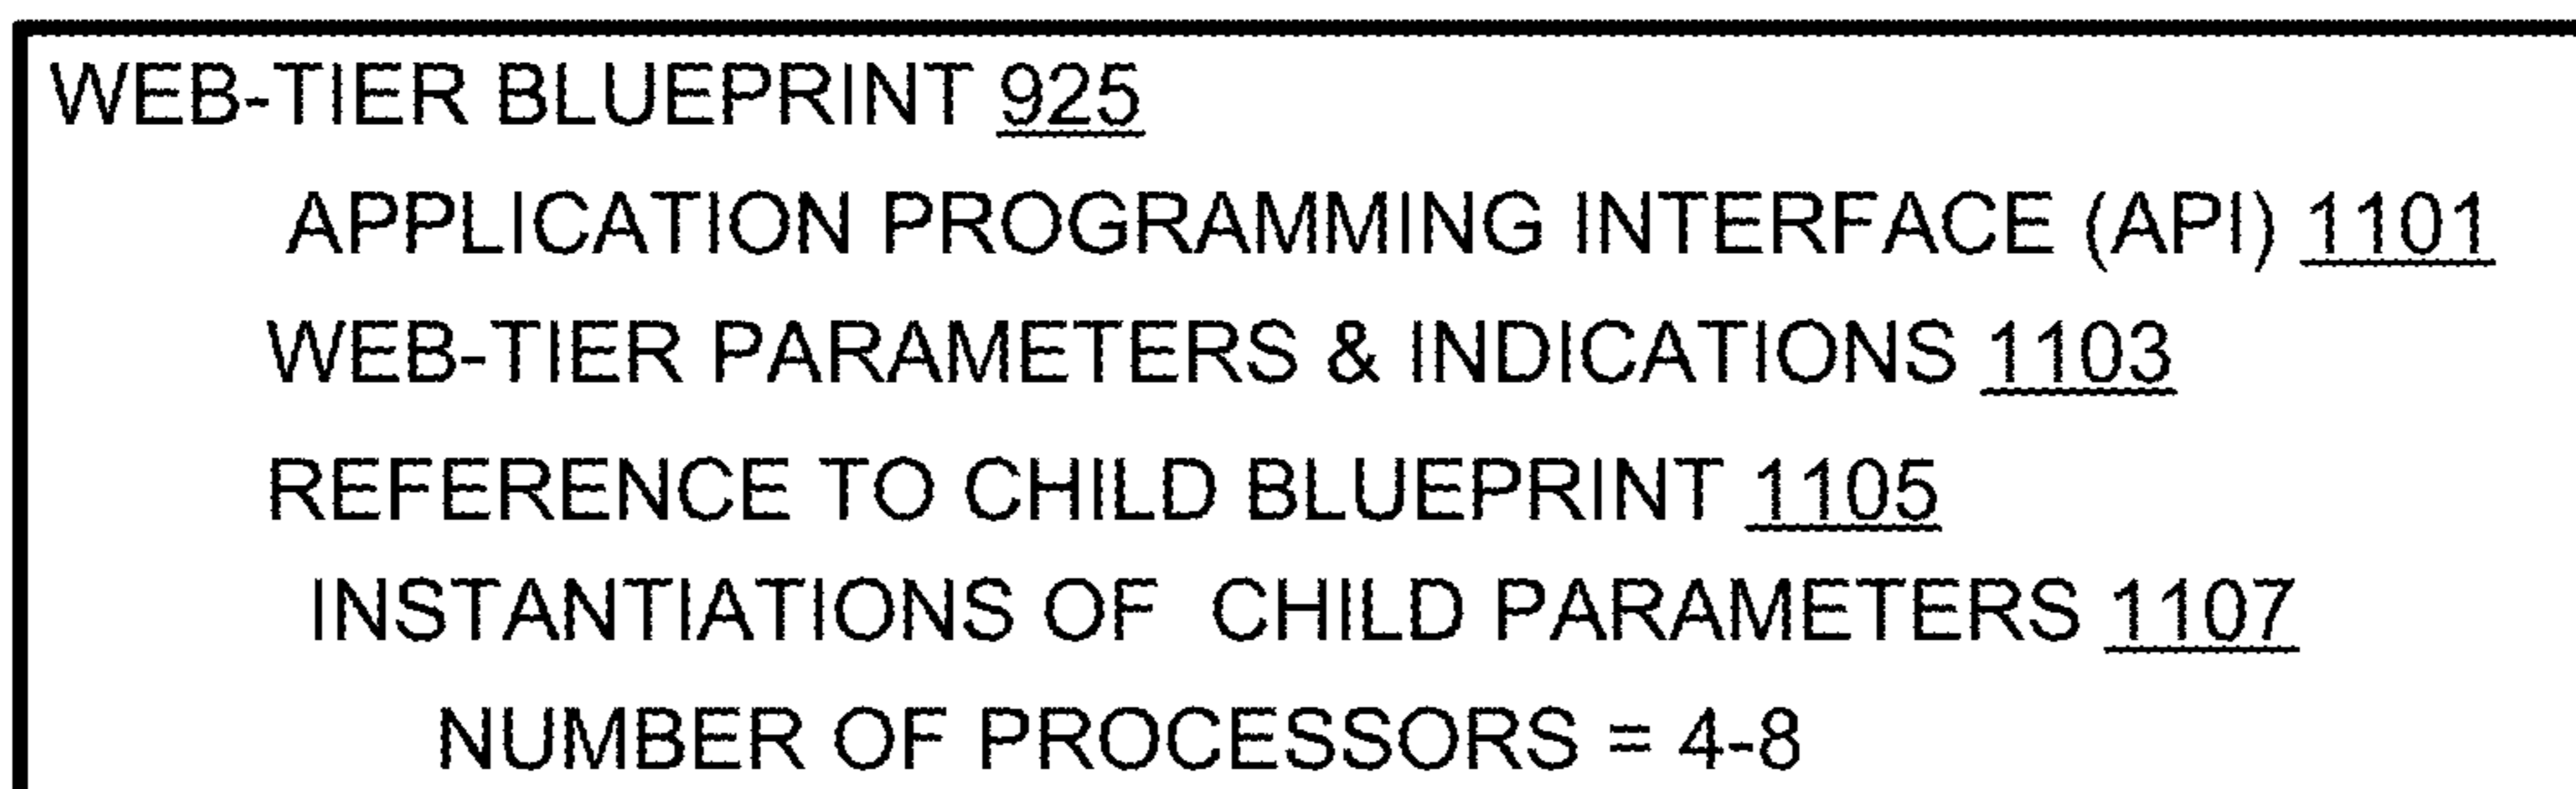 WEB-TIER BLUEPRINT 925
APPLICATION PROGRAMMING INTERFACE (API) 1101
WEB-TIER PARAMETERS & INDICATIONS 1103
REFERENCE TO CHILD BLUEPRINT 1105
INSTANTIATIONS OF CHILD PARAMETERS 1107
NUMBER OF PROCESSORS = 4-8